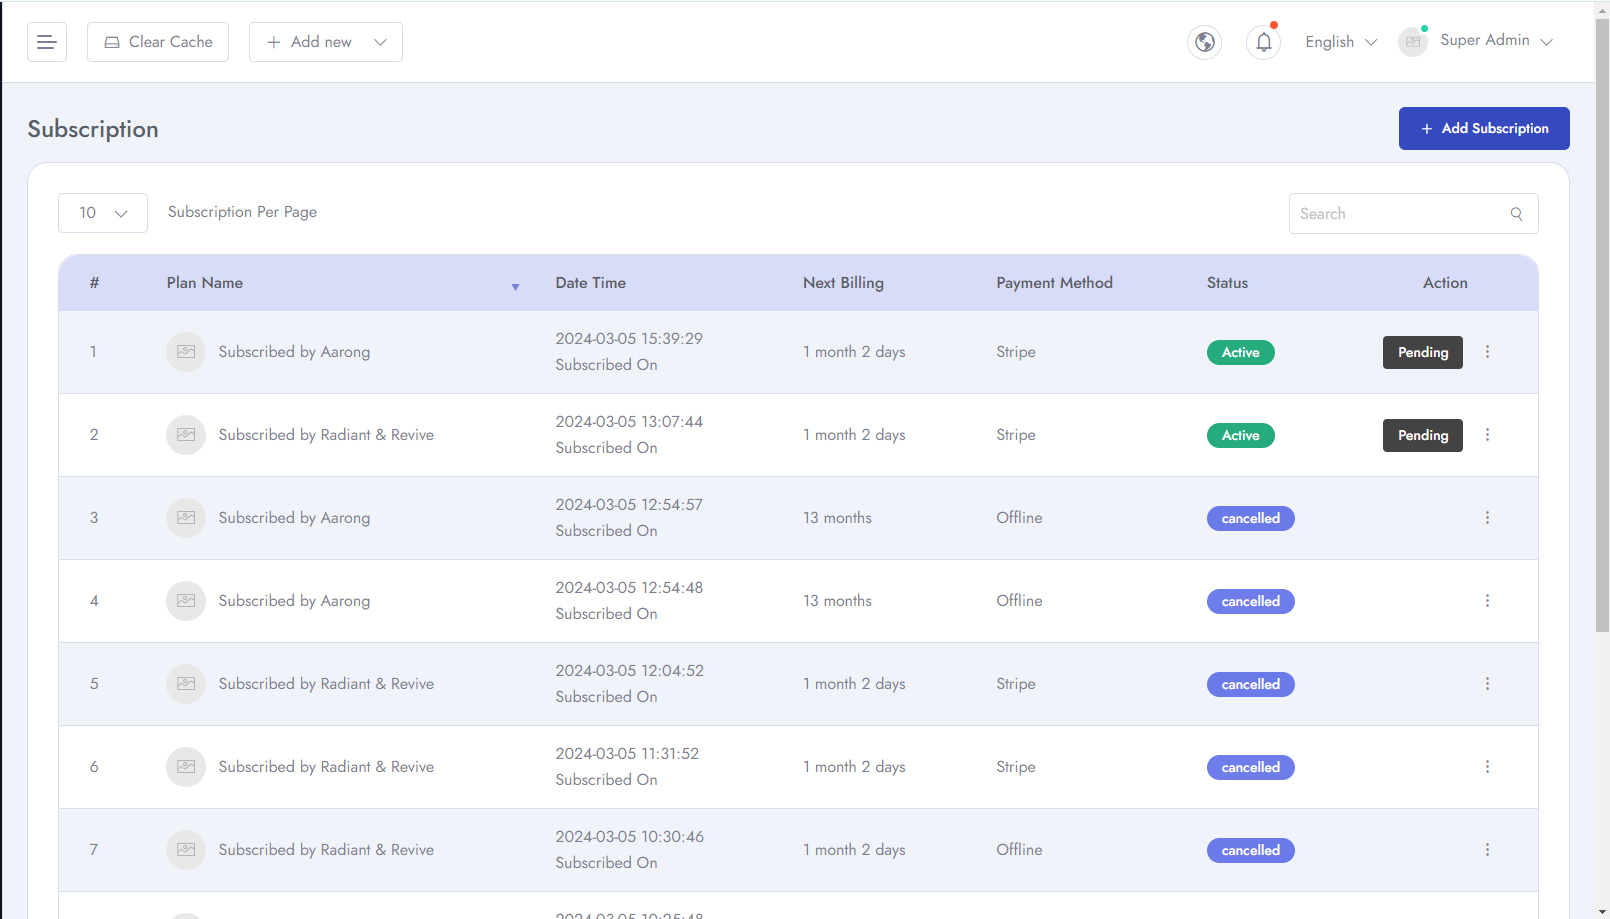 Clear Cache
+ Add new
English
Super Admin
Subscription
+ Add Subscription
10
Subscription Per Page
Search
# Plan Name Date Time Next Billing Payment Method Status Action
1 Subscribed by Aarong 2024-03-05 15:39:29 1 month 2 days Stripe Active Pending
Subscribed On
2 Subscribed by Radiant & Revive 2024-03-05 13:07:44 1 month 2 days Stripe Active Pending
Subscribed On
3 Subscribed by Aarong 2024-03-05 12:54:57 13 months Offline cancelled
Subscribed On
4 Subscribed by Aarong 2024-03-05 12:54:48 13 months Offline cancelled
Subscribed On
5 Subscribed by Radiant & Revive 2024-03-05 12:04:52 1 month 2 days Stripe cancelled
Subscribed On
6 Subscribed by Radiant & Revive 2024-03-05 11:31:52 1 month 2 days Stripe cancelled
Subscribed On
7 Subscribed by Radiant & Revive 2024-03-05 10:30:46 1 month 2 days Offline cancelled
Subscribed On